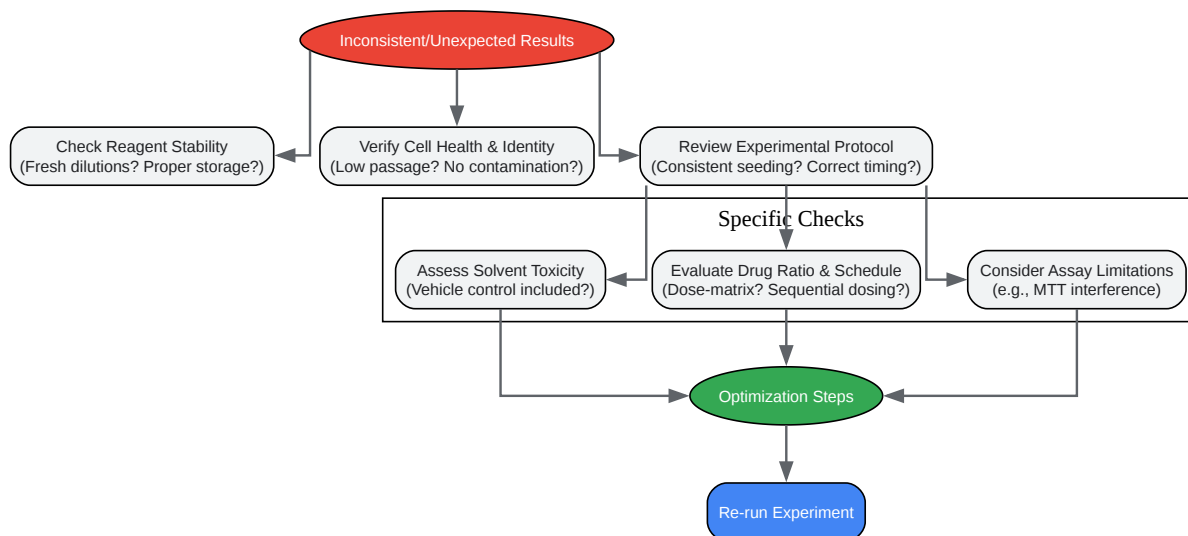 Inconsistent/Unexpected Results
Check Reagent Stability
(Fresh dilutions? Proper storage?)
Verify Cell Health & Identity
(Low passage? No contamination?)
Review Experimental Protocol
(Consistent seeding? Correct timing?)
Specific Checks
Assess Solvent Toxicity
(Vehicle control included?)
Evaluate Drug Ratio & Schedule
(Dose-matrix? Sequential dosing?)
Consider Assay Limitations
(e.g., MTT interference)
Optimization Steps
Re-run Experiment